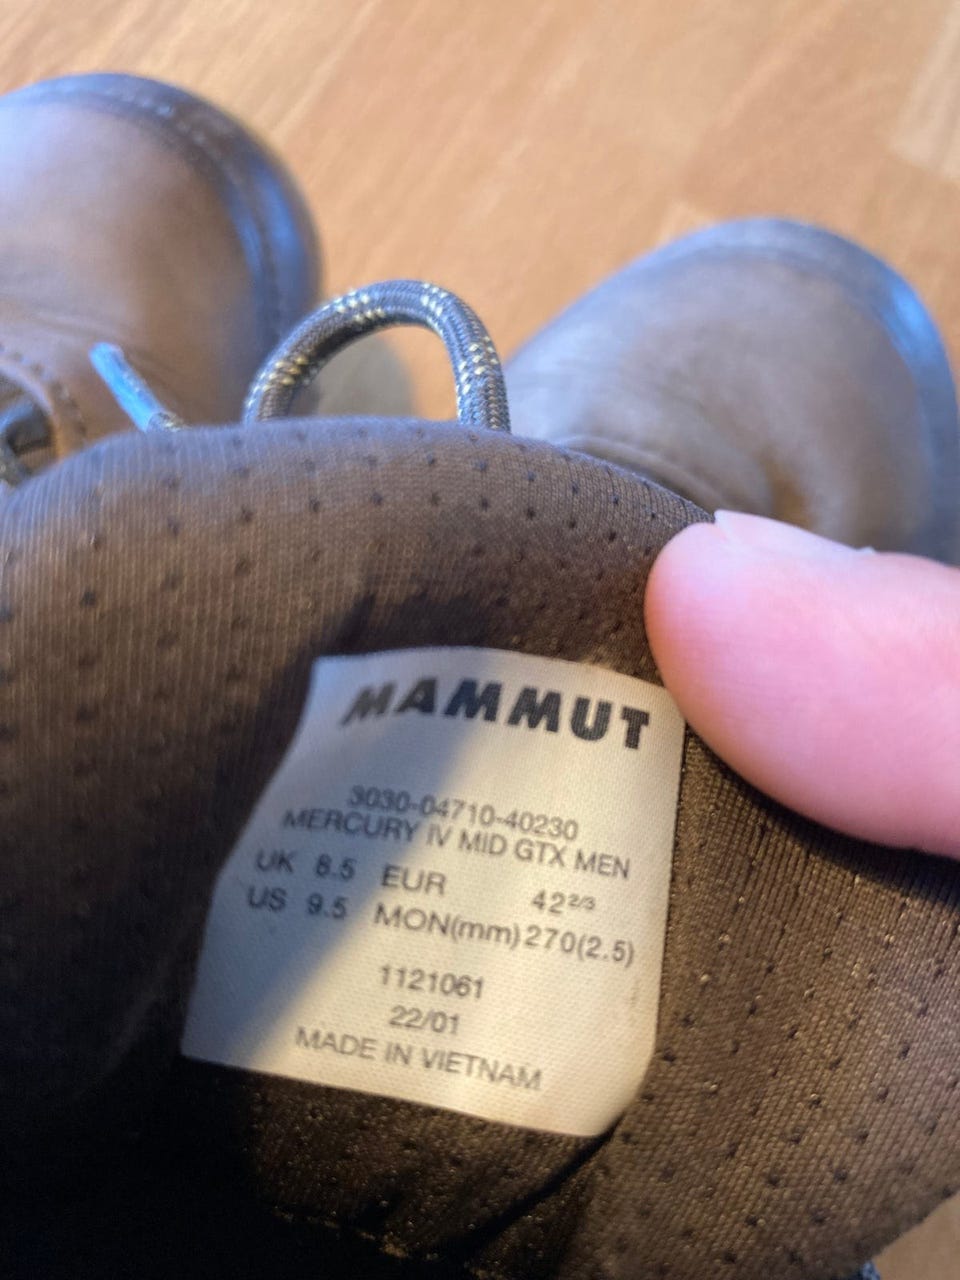 MAMMUT
3030-04710-40230
MERCURY IV MID GTX MEN
UK 8.5 EUR 42 2/3
US 9.5 MON(mm) 270(2.5)
1121061
22/01
MADE IN VIETNAM